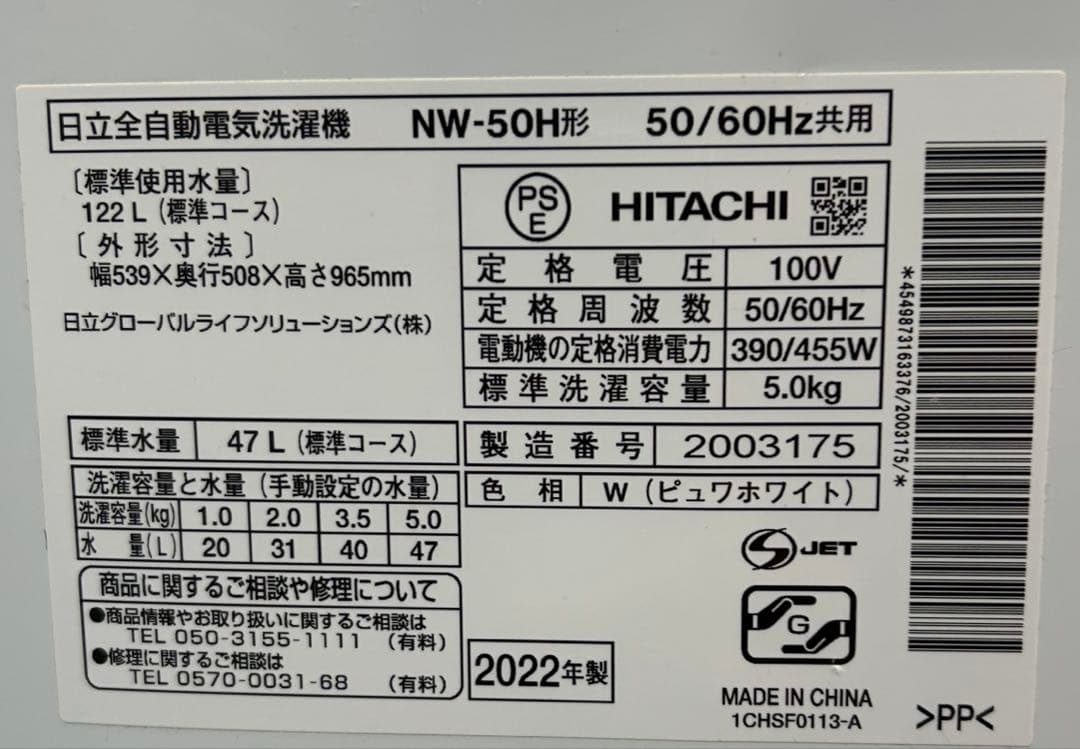 日立全自動電気洗濯機 NW-50H形 50/60Hz共用
〔標準使用水量〕
122 L (標準コース)
〔外形寸法〕
幅539×奥行508×高さ965mm
日立グローバルライフソリューションズ(株)
PS
E
HITACHI
定格電圧 100V
定格周波数 50/60Hz
電動機の定格消費電力 390/455W
標準洗濯容量 5.0kg
標準水量 47 L (標準コース)
製造番号 2003175
色相 W (ピュワホワイト)
洗濯容量と水量 (手動設定の水量)
洗濯容量(kg) 1.0 2.0 3.5 5.0
水量(L) 20 31 40 47
商品に関するご相談や修理について
●商品情報やお取り扱いに関するご相談は
TEL 050-3155-1111 (有料)
●修理に関するご相談は
TEL 0570-0031-68 (有料)
2022年製
S JET
G
MADE IN CHINA
1CHSF0113-A
>PP<
*4549873163376/2003175/*